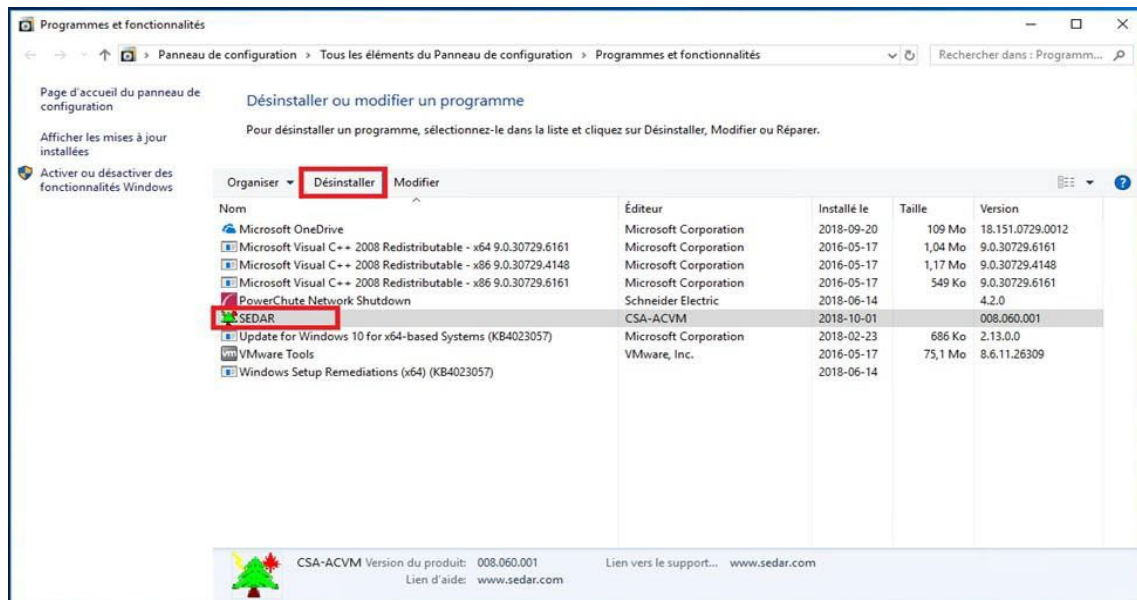 Programmes et fonctionnalités
Panneau de configuration > Tous les éléments du Panneau de configuration > Programmes et fonctionnalités
Rechercher dans : Programm...
Page d'accueil du panneau de
configuration
Afficher les mises à jour
installées
Activer ou désactiver des
fonctionnalités Windows
Désinstaller ou modifier un programme
Pour désinstaller un programme, sélectionnez-le dans la liste et cliquez sur Désinstaller, Modifier ou Réparer.
Organiser Désinstaller Modifier
Nom Éditeur Installé le Taille Version
Microsoft OneDrive Microsoft Corporation 2018-09-20 109 Mo 18.151.0729.0012
Microsoft Visual C++ 2008 Redistributable - x64 9.0.30729.6161 Microsoft Corporation 2016-05-17 1,04 Mo 9.0.30729.6161
Microsoft Visual C++ 2008 Redistributable - x86 9.0.30729.4148 Microsoft Corporation 2016-05-17 1,17 Mo 9.0.30729.4148
Microsoft Visual C++ 2008 Redistributable - x86 9.0.30729.6161 Microsoft Corporation 2016-05-17 549 Ko 9.0.30729.6161
PowerChute Network Shutdown Schneider Electric 2018-06-14 4.2.0
SEDAR CSA-ACVM 2018-10-01 008.060.001
Update for Windows 10 for x64-based Systems (KB4023057) Microsoft Corporation 2018-02-23 686 Ko 2.13.0.0
vm VMware Tools VMware, Inc. 2016-05-17 75,1 Mo 8.6.11.26309
Windows Setup Remediations (x64) (KB4023057) 2018-06-14
CSA-ACVM Version du produit: 008.060.001 Lien vers le support... www.sedar.com
Lien d'aide: www.sedar.com